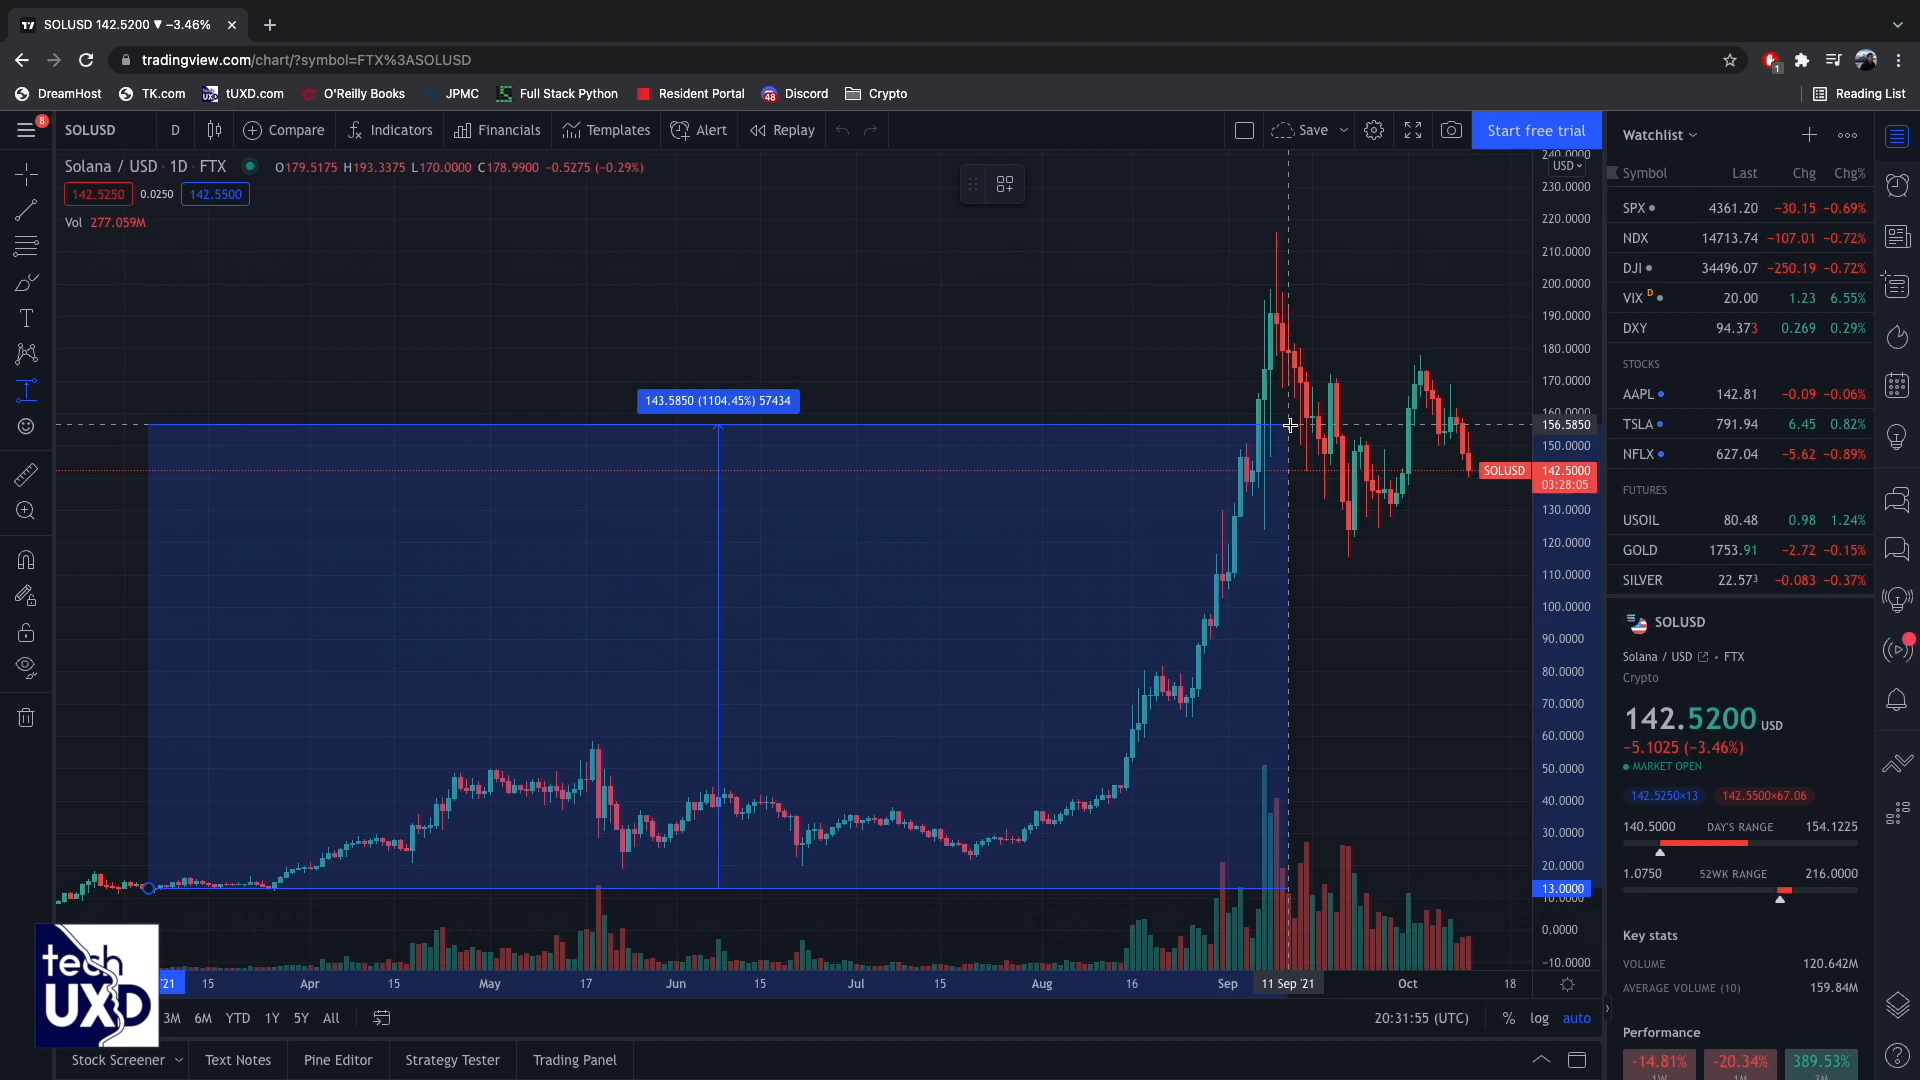 SOLUSD 142.5200 ▼ −3.46%
tradingview.com/chart/?symbol=FTX%3ASOLUSD
1
DreamHost TK.com tUXD.com O'Reilly Books JPMC Full Stack Python Resident Portal 48 Discord Crypto Reading List
8 SOLUSD D Compare Indicators Financials Templates Alert Replay Save Start free trial
Watchlist
Solana / USD · 1D · FTX O179.5175 H193.3375 L170.0000 C178.9900 −0.5275 (−0.29%)
142.5250 0.0250 142.5500
Vol 277.059M
240.0000
USD
230.0000
220.0000
210.0000
200.0000
190.0000
180.0000
170.0000
160.0000
156.5850
150.0000
SOLUSD 142.5000
03:28:05
130.0000
120.0000
110.0000
100.0000
90.0000
80.0000
70.0000
60.0000
50.0000
40.0000
30.0000
20.0000
13.0000
10.0000
0.0000
−10.0000
143.5850 (1104.45%) 57434
'21 15 Apr 15 May 17 Jun 15 Jul 15 Aug 16 Sep 11 Sep '21 Oct 18
tech
UXD
3M 6M YTD 1Y 5Y All
20:31:55 (UTC) % log auto
Stock Screener Text Notes Pine Editor Strategy Tester Trading Panel
Symbol Last Chg Chg%
SPX 4361.20 −30.15 −0.69%
NDX 14713.74 −107.01 −0.72%
DJI 34496.07 −250.19 −0.72%
VIX D 20.00 1.23 6.55%
DXY 94.373 0.269 0.29%
STOCKS
AAPL 142.81 −0.09 −0.06%
TSLA 791.94 6.45 0.82%
NFLX 627.04 −5.62 −0.89%
FUTURES
USOIL 80.48 0.98 1.24%
GOLD 1753.91 −2.72 −0.15%
SILVER 22.573 −0.083 −0.37%
SOLUSD
Solana / USD • FTX
Crypto
142.5200 USD
−5.1025 (−3.46%)
MARKET OPEN
142.5250×13 142.5500×67.06
140.5000 DAY'S RANGE 154.1225
1.0750 52WK RANGE 216.0000
Key stats
VOLUME 120.642M
AVERAGE VOLUME (10) 159.84M
Performance
-14.81% -20.34% 389.53%
1W 1M 3M